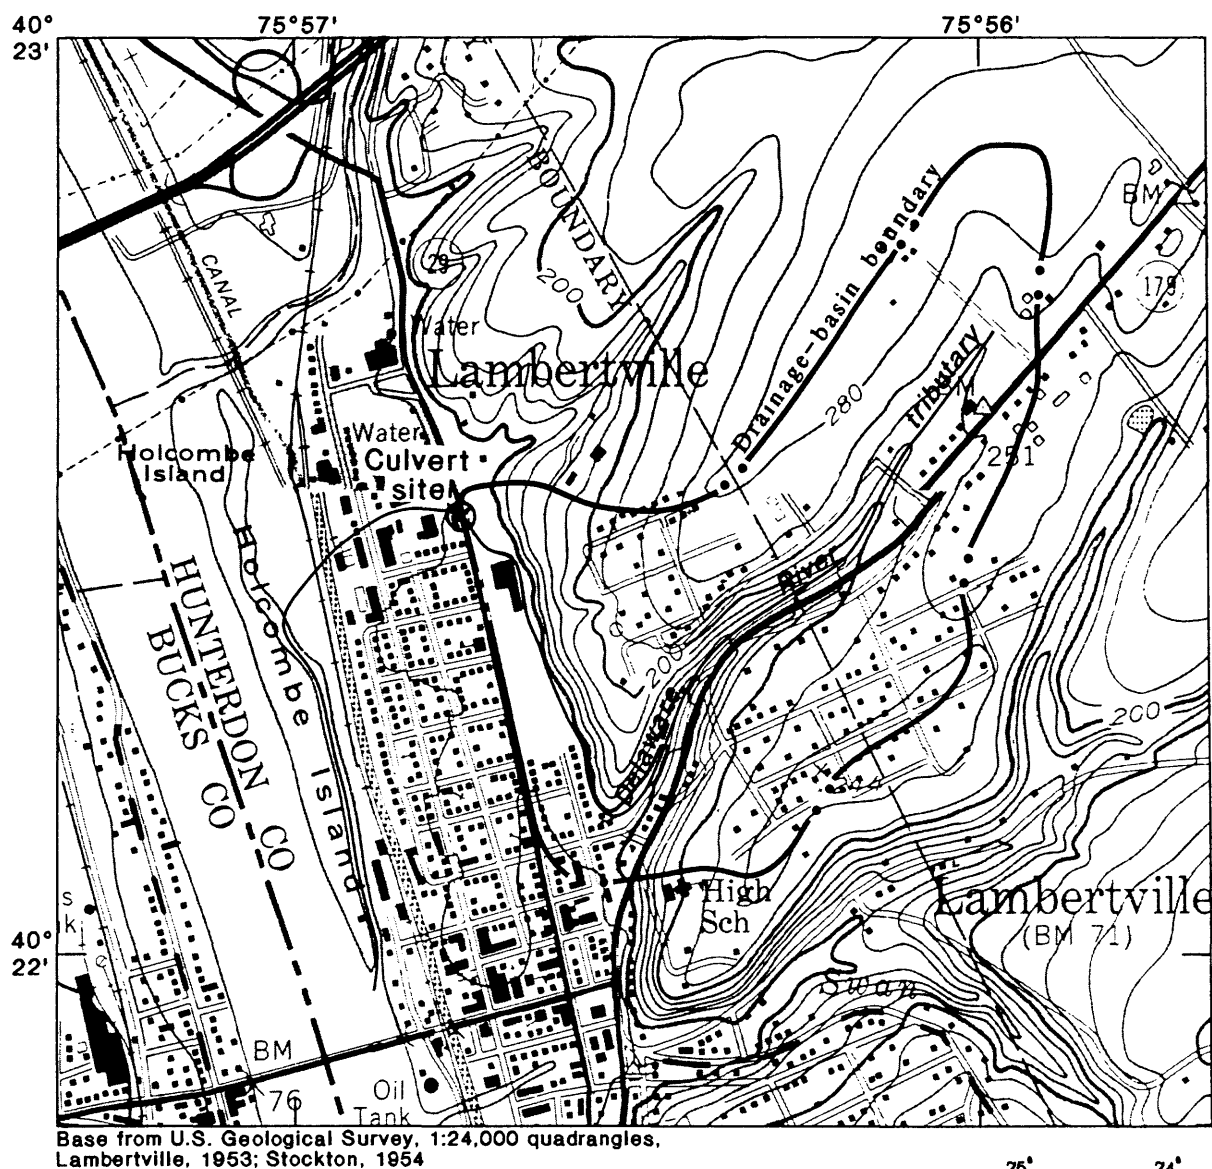 40° 75°57' 75°56'
23'
BOUNDARY
BM
CANAL
29
200
179
Drainage-basin boundary
Water
Lambertville
280
tributary
Water
Culvert
site
Holcombe
Island
251
River
Holcombe Island
HUNTERDON CO
BUCKS CO
200
Delaware
200
244
High
Sch
Lambertville
(BM 71)
40°
22'
s
k
Swan
BM
76
Oil
Tank
Base from U.S. Geological Survey, 1:24,000 quadrangles,
Lambertville, 1953; Stockton, 1954
25' 24'